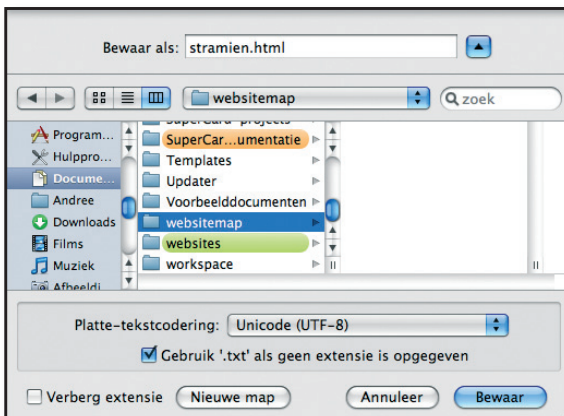 Bewaar als: stramien.html
websitemap
zoek
Program...
Hulppro...
Docume...
Andree
Downloads
Films
Muziek
Afbeeldi
SuperCard projects
SuperCar...umentatie
Templates
Updater
Voorbeelddocumenten
websitemap
websites
workspace
Platte-tekstcodering: Unicode (UTF-8)
Gebruik '.txt' als geen extensie is opgegeven
Verberg extensie
Nieuwe map
Annuleer
Bewaar